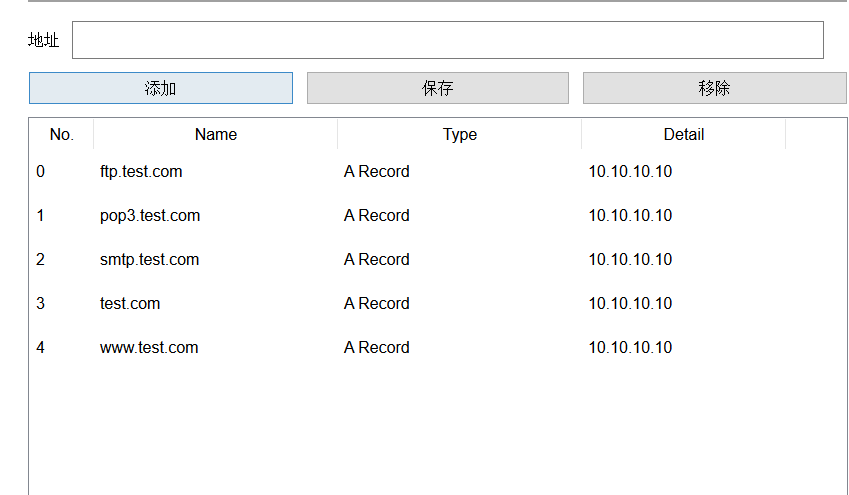 地址
添加 保存 移除
No. Name Type Detail
0 ftp.test.com A Record 10.10.10.10
1 pop3.test.com A Record 10.10.10.10
2 smtp.test.com A Record 10.10.10.10
3 test.com A Record 10.10.10.10
4 www.test.com A Record 10.10.10.10